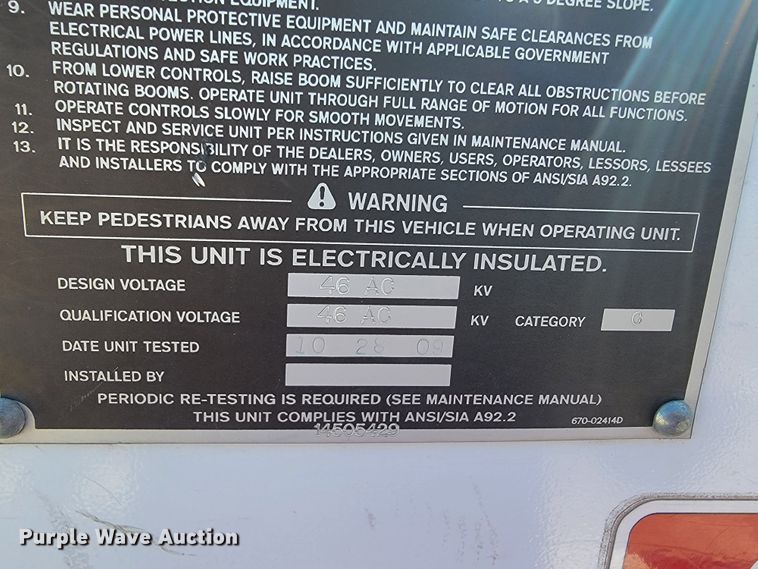 EQUIPMENT.
DEGREE SLOPE.
9. WEAR PERSONAL PROTECTIVE EQUIPMENT AND MAINTAIN SAFE CLEARANCES FROM
ELECTRICAL POWER LINES, IN ACCORDANCE WITH APPLICABLE GOVERNMENT
REGULATIONS AND SAFE WORK PRACTICES.
10. FROM LOWER CONTROLS, RAISE BOOM SUFFICIENTLY TO CLEAR ALL OBSTRUCTIONS BEFORE
ROTATING BOOMS. OPERATE UNIT THROUGH FULL RANGE OF MOTION FOR ALL FUNCTIONS.
11. OPERATE CONTROLS SLOWLY FOR SMOOTH MOVEMENTS.
12. INSPECT AND SERVICE UNIT PER INSTRUCTIONS GIVEN IN MAINTENANCE MANUAL.
13. IT IS THE RESPONSIBILITY OF THE DEALERS, OWNERS, USERS, OPERATORS, LESSORS, LESSEES
AND INSTALLERS TO COMPLY WITH THE APPROPRIATE SECTIONS OF ANSI/SIA A92.2.
WARNING
KEEP PEDESTRIANS AWAY FROM THIS VEHICLE WHEN OPERATING UNIT.
THIS UNIT IS ELECTRICALLY INSULATED.
DESIGN VOLTAGE 46 AC KV
QUALIFICATION VOLTAGE 46 AC KV CATEGORY C
DATE UNIT TESTED 10 28 09
INSTALLED BY
PERIODIC RE-TESTING IS REQUIRED (SEE MAINTENANCE MANUAL)
THIS UNIT COMPLIES WITH ANSI/SIA A92.2
670-02414D
14505429
Purple Wave Auction